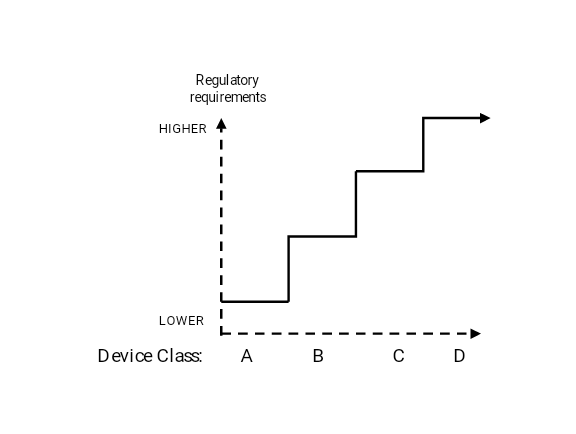 Regulatory
requirements
HIGHER
LOWER
Device Class: A B C D